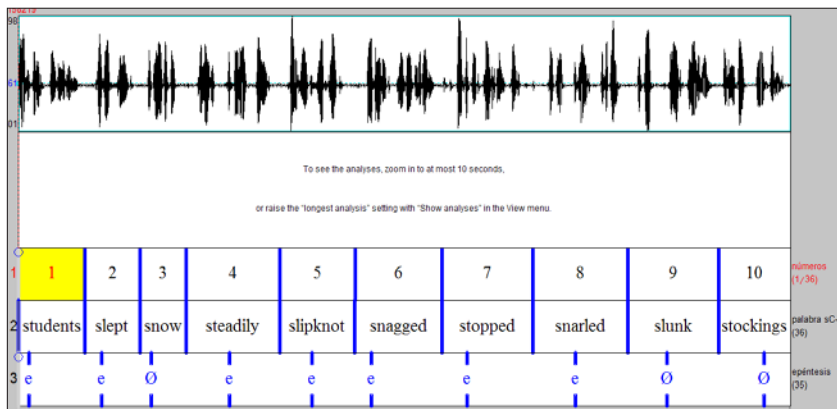 98
61
01
To see the analyses, zoom in to at most 10 seconds,
or raise the "longest analysis" setting with "Show analyses" in the View menu.
1 1 2 3 4 5 6 7 8 9 10 números
(1/36)
2 students slept snow steadily slipknot snagged stopped snarled slunk stockings palabra sC-
(36)
3 e e Ø e e e e e Ø Ø epéntesis
(35)